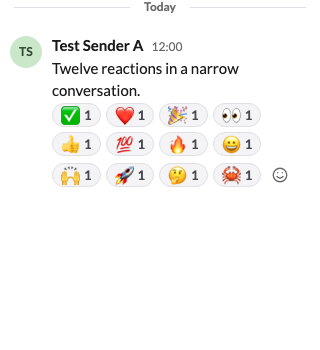 Today
TS
Test Sender A 12:00
Twelve reactions in a narrow
conversation.
✅ 1 ❤️ 1 🎉 1 👀 1
👍 1 💯 1 🔥 1 😀 1
🙌 1 🚀 1 🤔 1 🦀 1